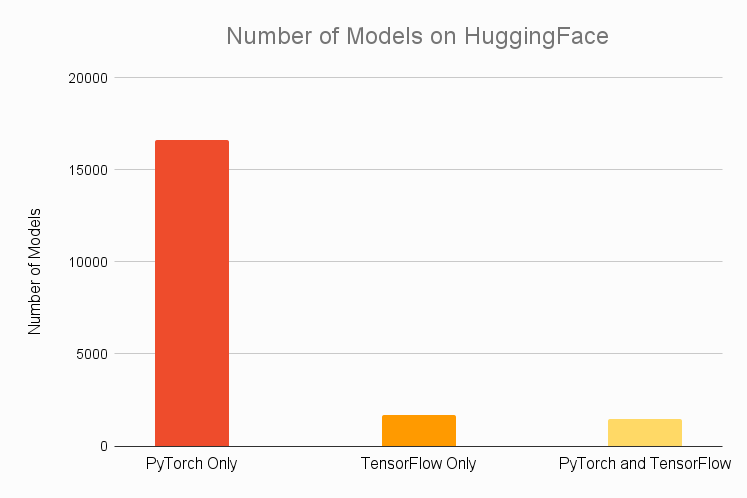 Number of Models on HuggingFace
Number of Models
20000
15000
10000
5000
0
PyTorch Only
TensorFlow Only
PyTorch and TensorFlow